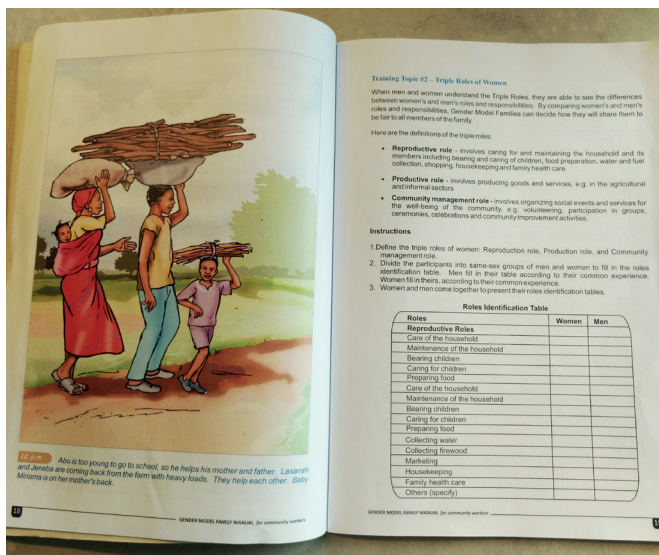 12 p.m
Abu is too young to go to school, so he helps his mother and father. Lasanah
and Jeneba are coming back from the farm with heavy loads. They help each other. Baby
Miniama is on her mother's back.
18
GENDER MODEL FAMILY MANUAL for community workers
Training Topic #2 – Triple Roles of Women
When men and women understand the Triple Roles, they are able to see the differences
between women's and men's roles and responsibilities. By comparing women's and men's
roles and responsibilities, Gender Model Families can decide how they will share them to
be fair to all members of the family.
Here are the definitions of the triple roles:
• Reproductive role - involves caring for and maintaining the household and its
members including bearing and caring of children, food preparation, water and fuel
collection, shopping, housekeeping and family health care
• Productive role - involves producing goods and services, e.g. in the agricultural
and informal sectors
• Community management role - involves organizing social events and services for
the well-being of the community, e.g. volunteering, participation in groups,
ceremonies, celebrations and community improvement activities.
Instructions
1.Define the triple roles of women: Reproduction role, Production role, and Community
management role.
2. Divide the participants into same-sex groups of men and women to fill in the roles
identification table. Men fill in their table according to their common experience.
Women fill in theirs, according to their common experience.
3. Women and men come together to present their roles identification tables.
Roles Identification Table
Roles Women Men
Reproductive Roles
Care of the household
Maintenance of the household
Bearing children
Caring for children
Preparing food
Care of the household
Maintenance of the household
Bearing children
Caring for children
Preparing food
Collecting water
Collecting firewood
Marketing
Housekeeping
Family health care
Others (specify)
GENDER MODEL FAMILY MANUAL for community workers